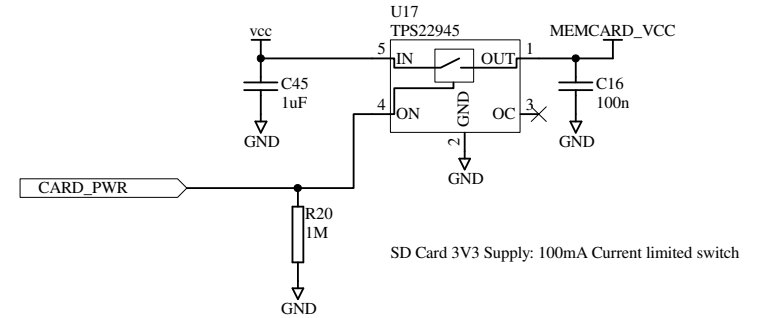 U17
TPS22945
vcc
MEMCARD_VCC
5
IN
OUT
1
C45
1uF
C16
100n
4
ON
GND
OC
3
GND
GND
2
GND
CARD_PWR
R20
1M
SD Card 3V3 Supply: 100mA Current limited switch
GND